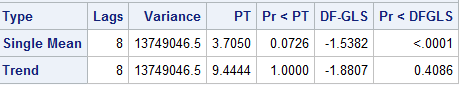 Type Lags Variance PT Pr < PT DF-GLS Pr < DFGLS
Single Mean 8 13749046.5 3.7050 0.0726 -1.5382 <.0001
Trend 8 13749046.5 9.4444 1.0000 -1.8807 0.4086